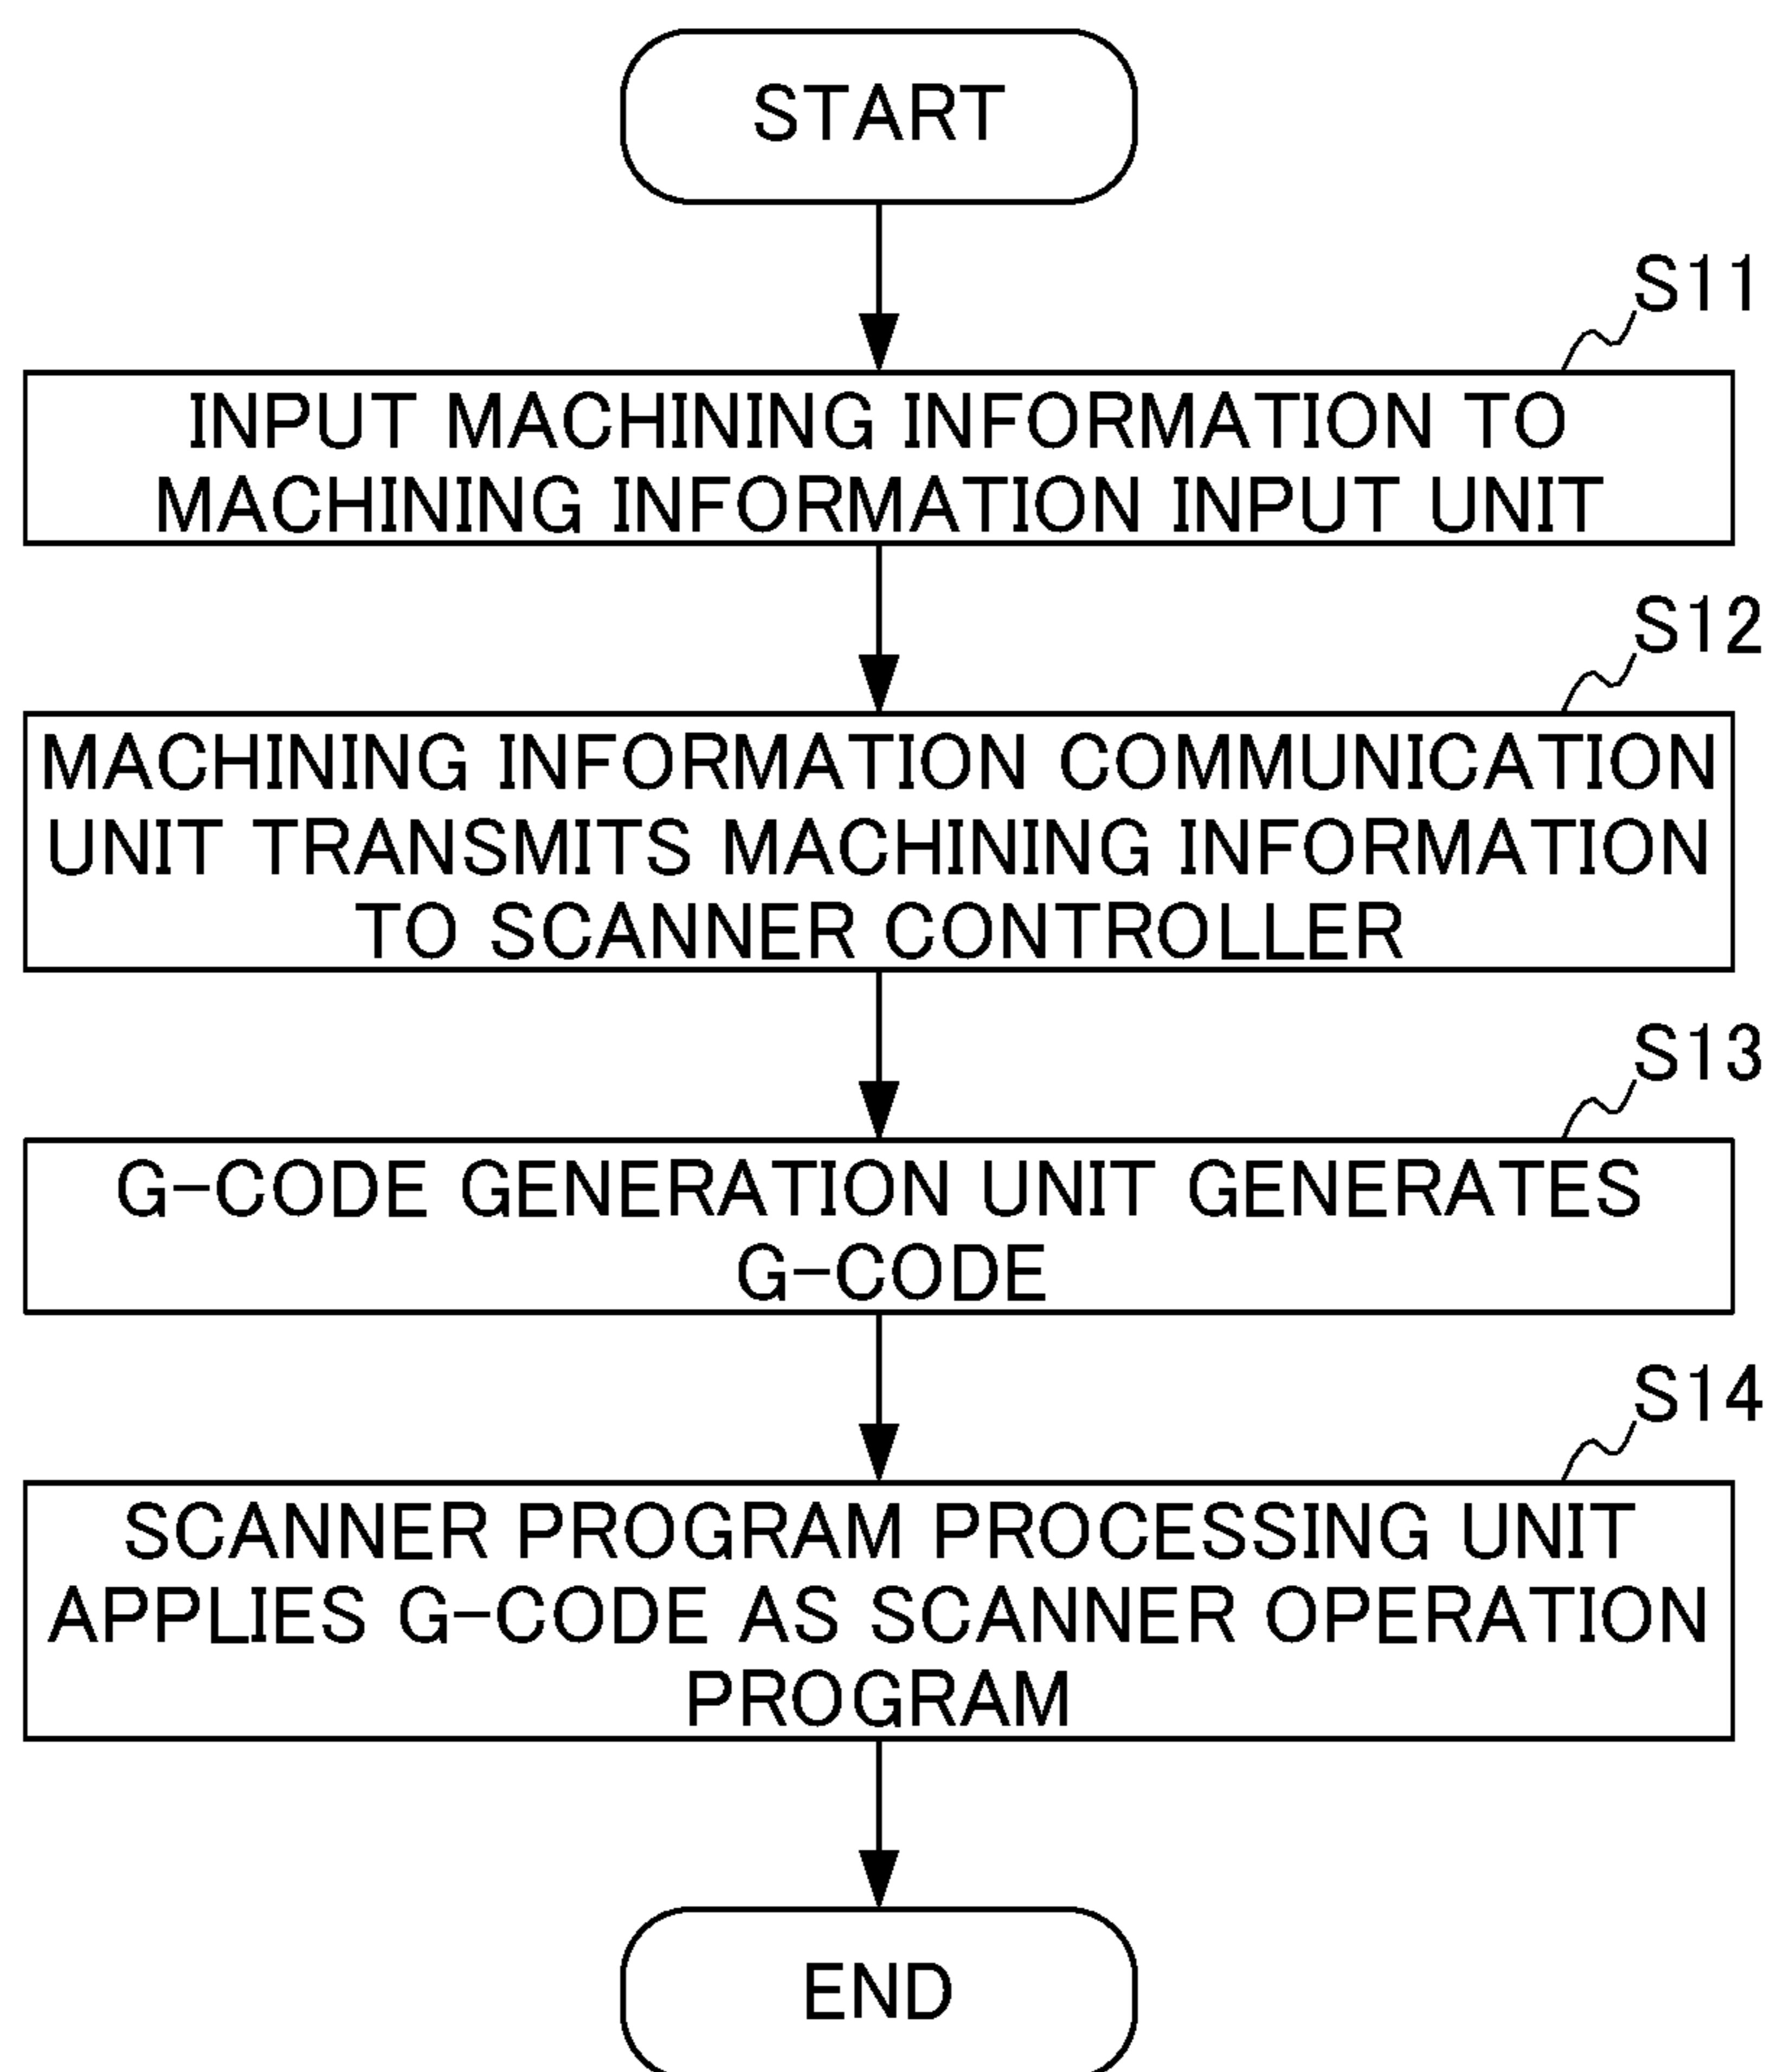 START
S11
INPUT MACHINING INFORMATION TO
MACHINING INFORMATION INPUT UNIT
S12
MACHINING INFORMATION COMMUNICATION
UNIT TRANSMITS MACHINING INFORMATION
TO SCANNER CONTROLLER
S13
G-CODE GENERATION UNIT GENERATES
G-CODE
S14
SCANNER PROGRAM PROCESSING UNIT
APPLIES G-CODE AS SCANNER OPERATION
PROGRAM
END